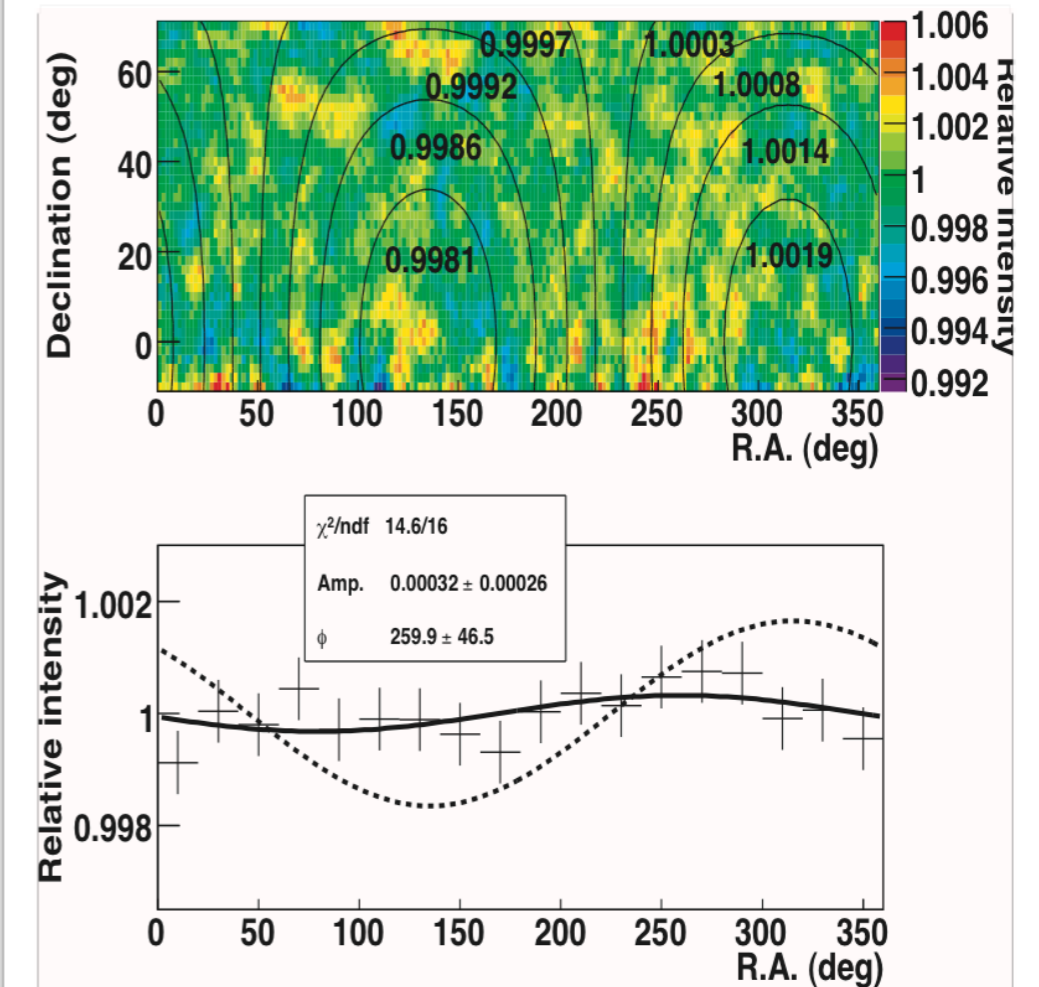 1.006
0.9997 1.0003
60
1.004
0.9992 1.0008
1.002
40 0.9986 1.0014
1
0.998
20 0.9981 1.0019
0.996
0
0.994
0.992
Declination (deg)
Relative intensity
0 50 100 150 200 250 300 350
R.A. (deg)
χ²/ndf 14.6/16
Amp. 0.00032 ± 0.00026
ϕ 259.9 ± 46.5
Relative intensity
1.002
1
0.998
0 50 100 150 200 250 300 350
R.A. (deg)